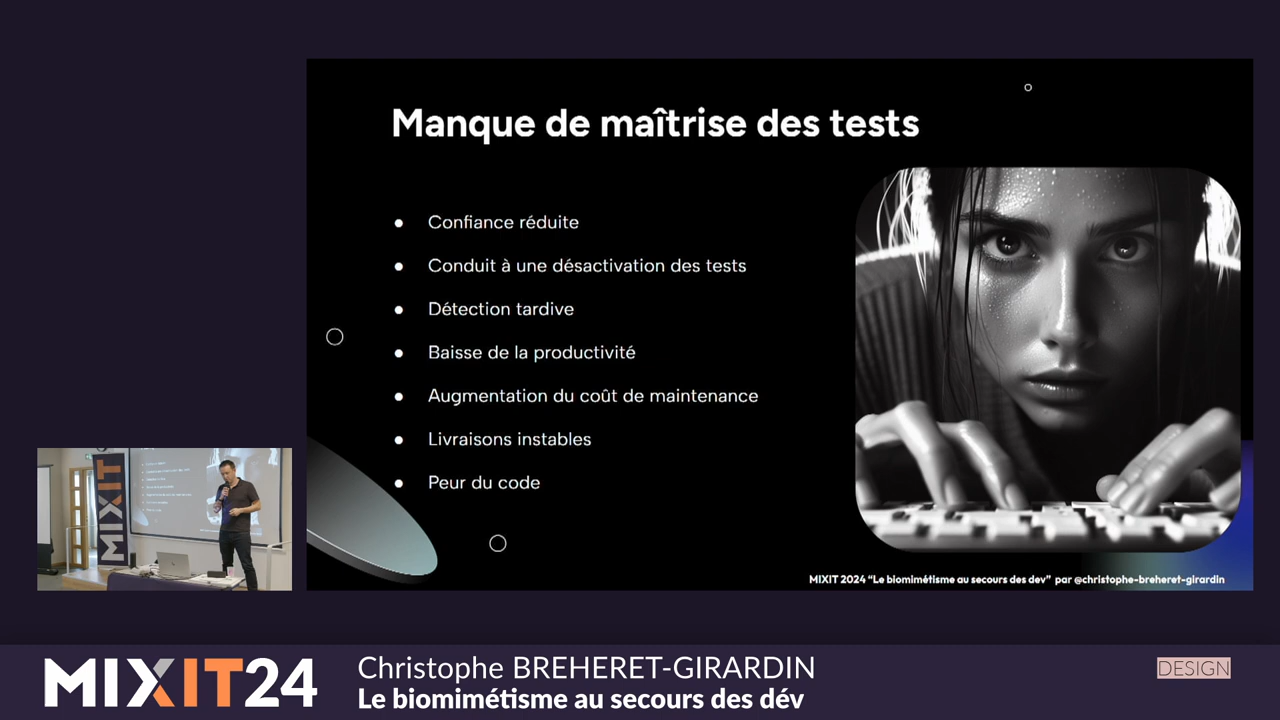 Manque de maîtrise des tests
● Confiance réduite
● Conduit à une désactivation des tests
● Détection tardive
● Baisse de la productivité
● Augmentation du coût de maintenance
● Livraisons instables
● Peur du code
MIXIT 2024 “Le biomimétisme au secours des dev” par @christophe-breheret-girardin
MIXIT
MIXIT24
Christophe BREHERET-GIRARDIN
Le biomimétisme au secours des dév
DESIGN